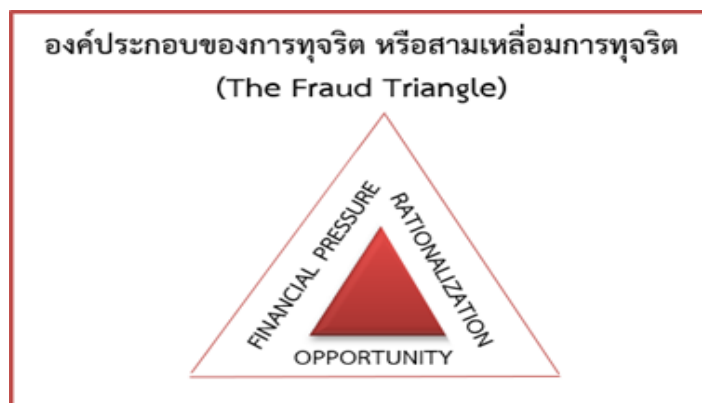 องค์ประกอบของการทุจริต หรือสามเหลื่อมการทุจริต
(The Fraud Triangle)
FINANCIAL PRESSURE
RATIONALIZATION
OPPORTUNITY